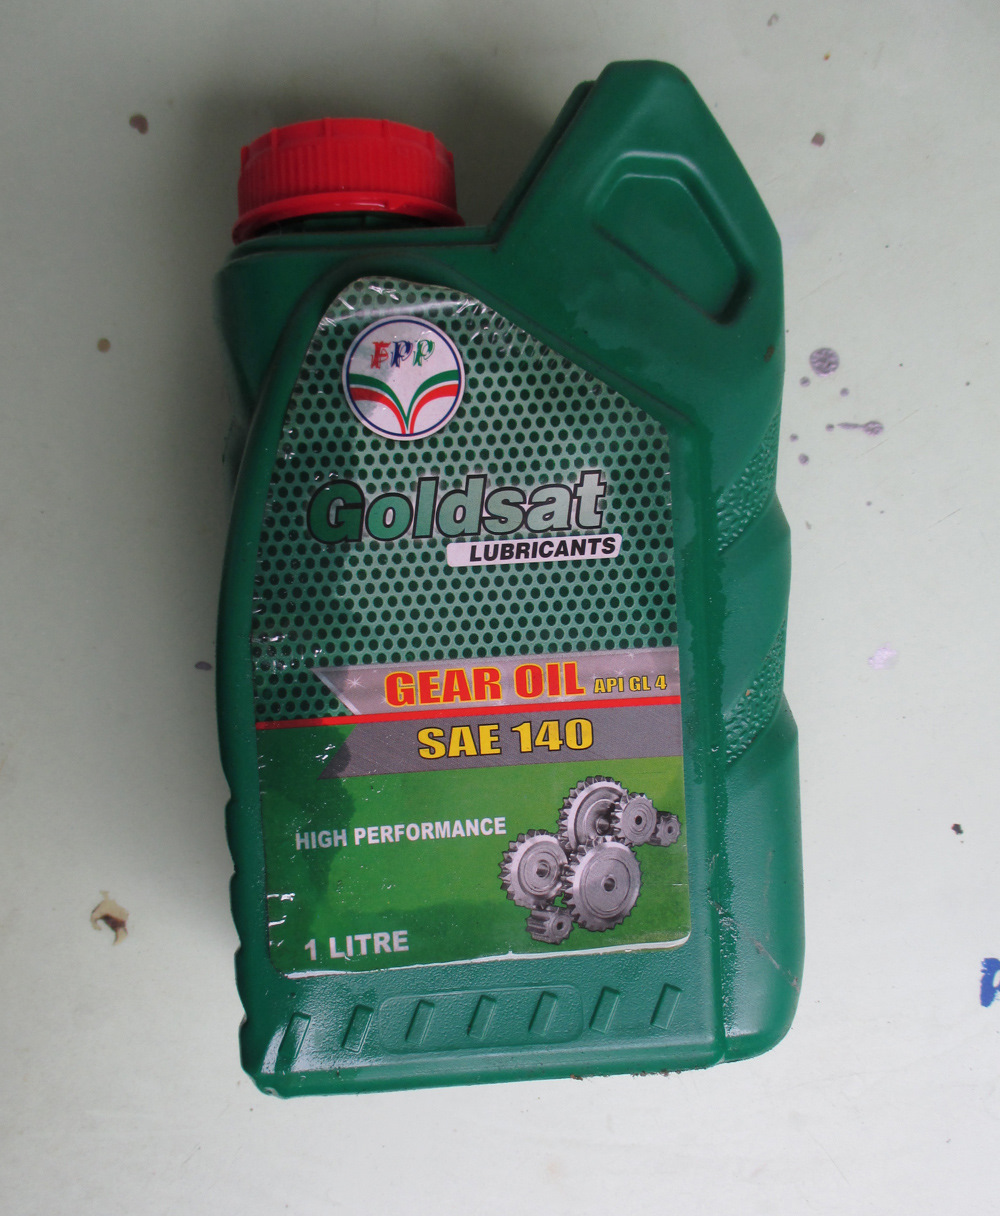 FPP
Goldsat
LUBRICANTS
GEAR OIL API GL 4
SAE 140
HIGH PERFORMANCE
1 LITRE